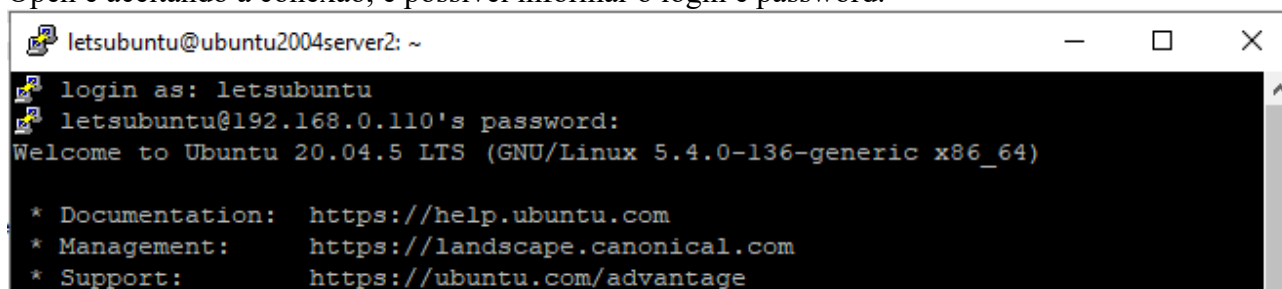 Open e aceitando a conexão, é possível informar o login e password.
letsubuntu@ubuntu2004server2: ~
login as: letsubuntu
letsubuntu@192.168.0.110's password:
Welcome to Ubuntu 20.04.5 LTS (GNU/Linux 5.4.0-136-generic x86_64)
* Documentation: https://help.ubuntu.com
* Management: https://landscape.canonical.com
* Support: https://ubuntu.com/advantage